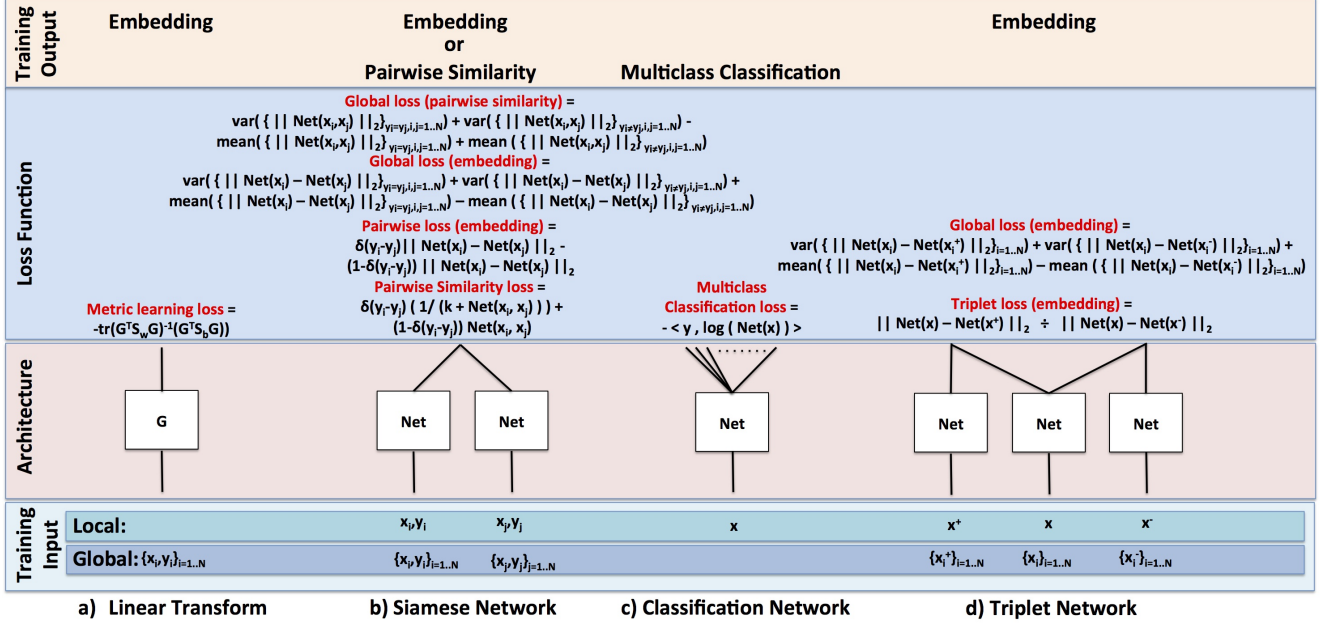 Training Output
Embedding
Embedding
or
Pairwise Similarity
Multiclass Classification
Embedding
Loss Function
Global loss (pairwise similarity) =
var( { || Net(xᵢ,xⱼ) ||₂}yᵢ=yⱼ,i,j=1..N) + var( { || Net(xᵢ,xⱼ) ||₂}yᵢ≠yⱼ,i,j=1..N) -
mean( { || Net(xᵢ,xⱼ) ||₂}yᵢ=yⱼ,i,j=1..N) + mean ( { || Net(xᵢ,xⱼ) ||₂}yᵢ≠yⱼ,i,j=1..N)
Global loss (embedding) =
var( { || Net(xᵢ) – Net(xⱼ) ||₂}yᵢ=yⱼ,i,j=1..N) + var( { || Net(xᵢ) – Net(xⱼ) ||₂}yᵢ≠yⱼ,i,j=1..N) +
mean( { || Net(xᵢ) – Net(xⱼ) ||₂}yᵢ=yⱼ,i,j=1..N) – mean ( { || Net(xᵢ) – Net(xⱼ) ||₂}yᵢ≠yⱼ,i,j=1..N)
Pairwise loss (embedding) =
δ(yᵢ-yⱼ)|| Net(xᵢ) – Net(xⱼ) ||₂ -
(1-δ(yᵢ-yⱼ)) || Net(xᵢ) – Net(xⱼ) ||₂
Pairwise Similarity loss =
δ(yᵢ-yⱼ) ( 1/ (k + Net(xᵢ, xⱼ) ) ) +
(1-δ(yᵢ-yⱼ)) Net(xᵢ, xⱼ)
Metric learning loss =
-tr(GᵀS_wG)⁻¹(GᵀS_bG))
Multiclass
Classification loss =
- < y , log ( Net(x) ) >
Global loss (embedding) =
var( { || Net(xᵢ) – Net(xᵢ⁺) ||₂}i=1..N) + var( { || Net(xᵢ) – Net(xᵢ⁻) ||₂}i=1..N) +
mean( { || Net(xᵢ) – Net(xᵢ⁺) ||₂}i=1..N) – mean ( { || Net(xᵢ) – Net(xᵢ⁻) ||₂}i=1..N)
Triplet loss (embedding) =
|| Net(x) – Net(x⁺) ||₂ ÷ || Net(x) – Net(x⁻) ||₂
Architecture
G
Net Net
Net
Net Net Net
Training Input
Local: xᵢ,yᵢ xⱼ,yⱼ x x⁺ x x⁻
Global: {xᵢ,yᵢ}i=1..N {xᵢ,yᵢ}i=1..N {xⱼ,yⱼ}j=1..N {xᵢ⁺}i=1..N {xᵢ}i=1..N {xᵢ⁻}i=1..N
a) Linear Transform
b) Siamese Network
c) Classification Network
d) Triplet Network